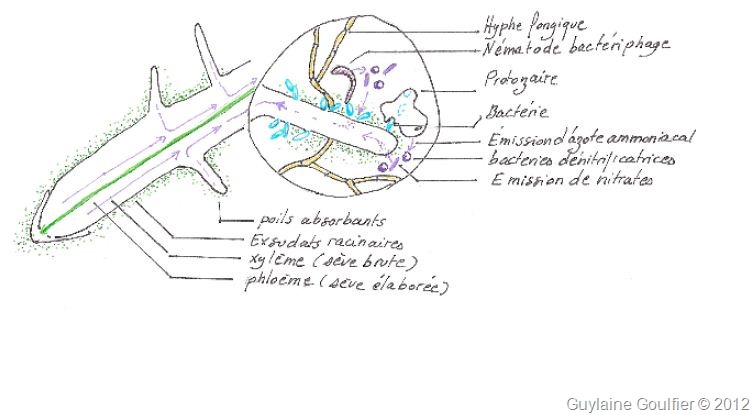 Hyphe fongique
Nématode bactériphage
Protozaire
Bactérie
Emission d'azote ammoniacal
bactéries dénitrificatrices
Emission de nitrates
poils absorbants
Exsudats racinaires
xylème (sève brute)
phloème (sève élaborée)
Guylaine Goulfier © 2012